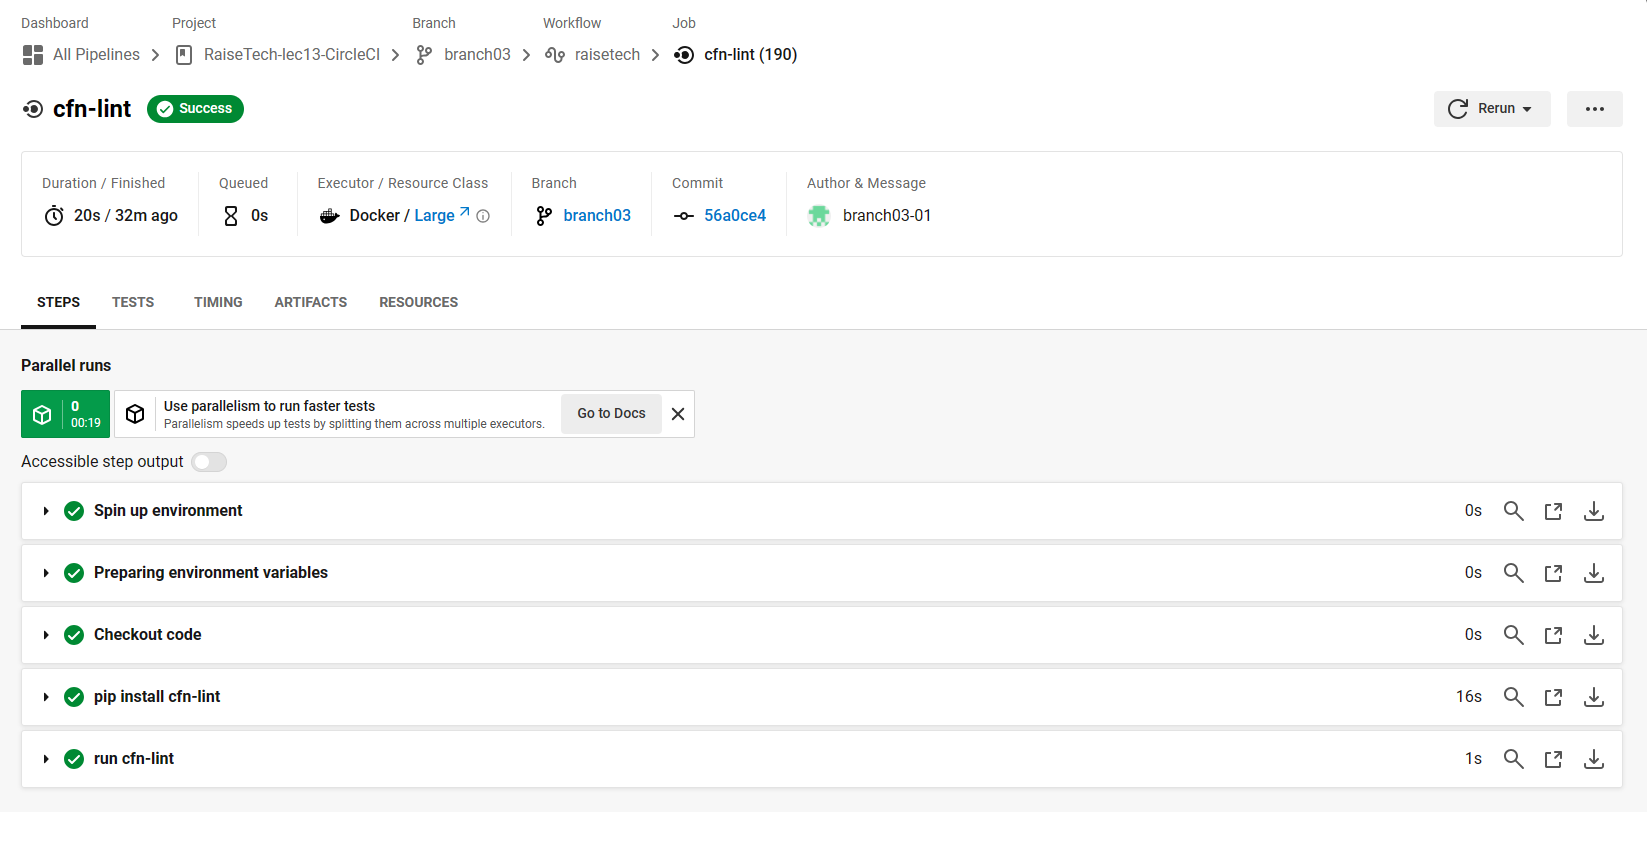 Dashboard Project Branch Workflow Job
All Pipelines RaiseTech-lec13-CircleCI branch03 raisetech cfn-lint (190)
cfn-lint Success Rerun
Duration / Finished Queued Executor / Resource Class Branch Commit Author & Message
20s / 32m ago 0s Docker / Large branch03 56a0ce4 branch03-01
STEPS TESTS TIMING ARTIFACTS RESOURCES
Parallel runs
0
00:19
Use parallelism to run faster tests
Parallelism speeds up tests by splitting them across multiple executors.
Go to Docs
Accessible step output
Spin up environment 0s
Preparing environment variables 0s
Checkout code 0s
pip install cfn-lint 16s
run cfn-lint 1s